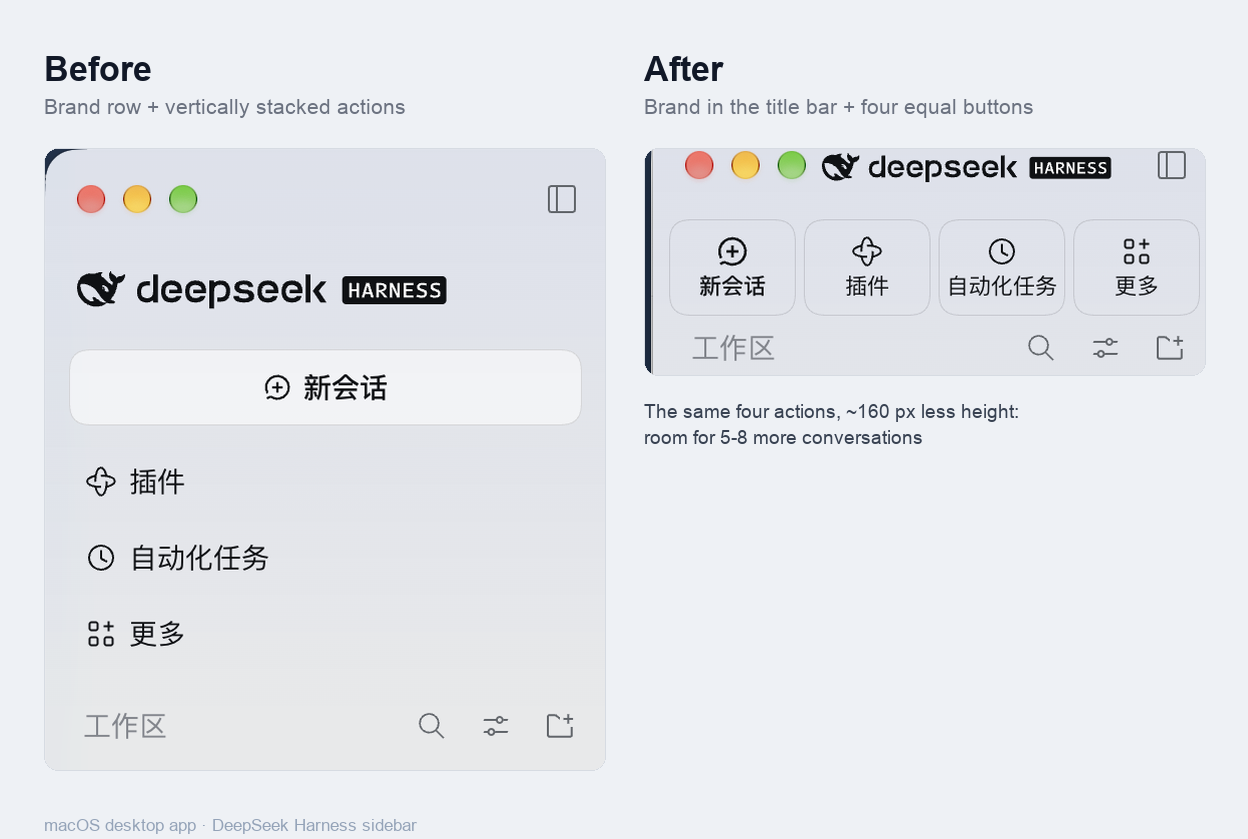 Before
Brand row + vertically stacked actions
deepseek HARNESS
新会话
插件
自动化任务
更多
工作区
After
Brand in the title bar + four equal buttons
deepseek HARNESS
新会话 插件 自动化任务 更多
工作区
The same four actions, ~160 px less height:
room for 5-8 more conversations
macOS desktop app · DeepSeek Harness sidebar